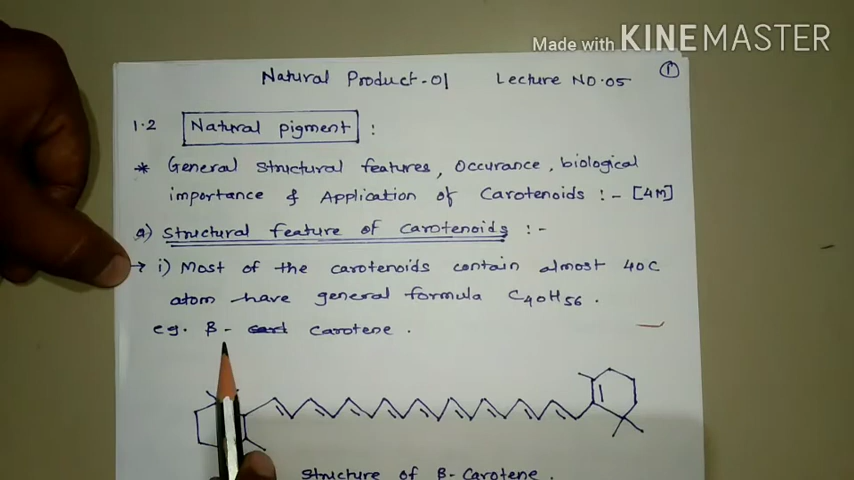 Made with KINEMASTER
Natural Product-01 Lecture NO.05 1
1.2 Natural pigment :
* General structural features, Occurance, biological
importance & Application of Carotenoids :- [4M]
a) Structural feature of carotenoids :-
→ i) Most of the carotenoids contain almost 40C
atom have general formula C40H56.
eg. β- Carotene.
Structure of β-Carotene.